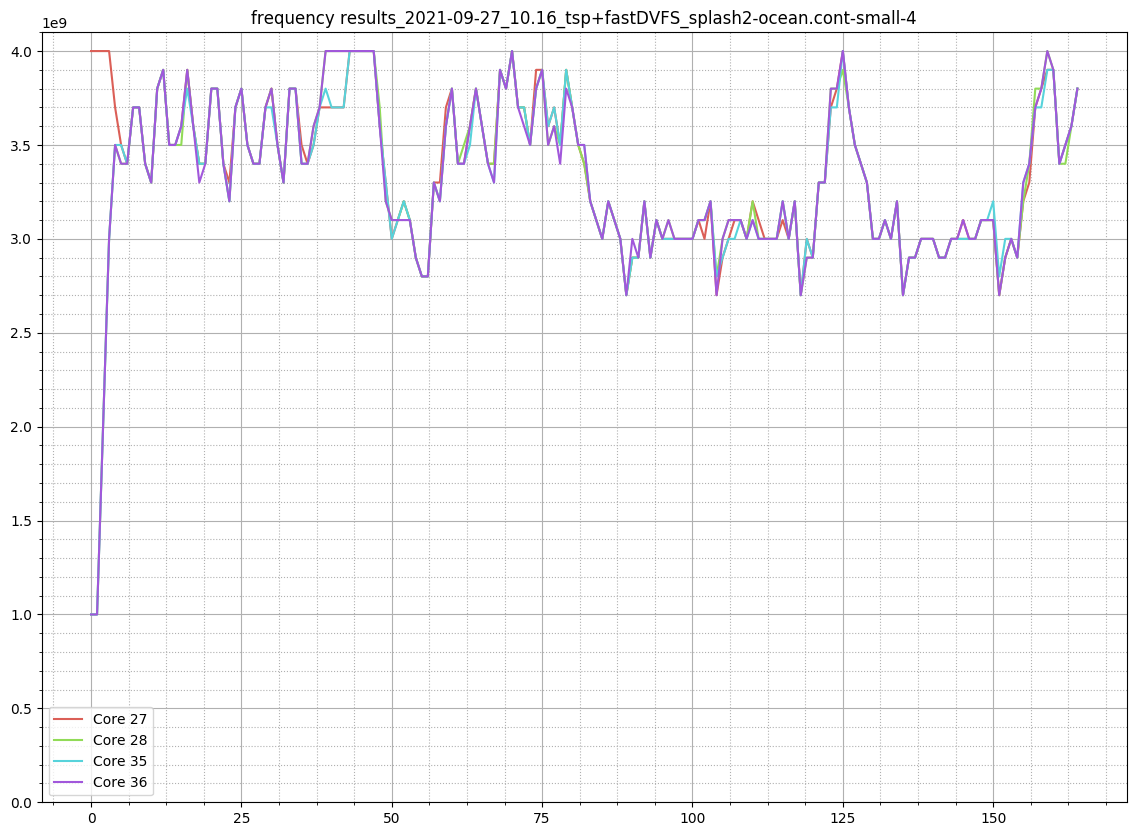 frequency results_2021-09-27_10.16_tsp+fastDVFS_splash2-ocean.cont-small-4
1e9
4.0
3.5
3.0
2.5
2.0
1.5
1.0
0.5
0.0
Core 27
Core 28
Core 35
Core 36
0 25 50 75 100 125 150